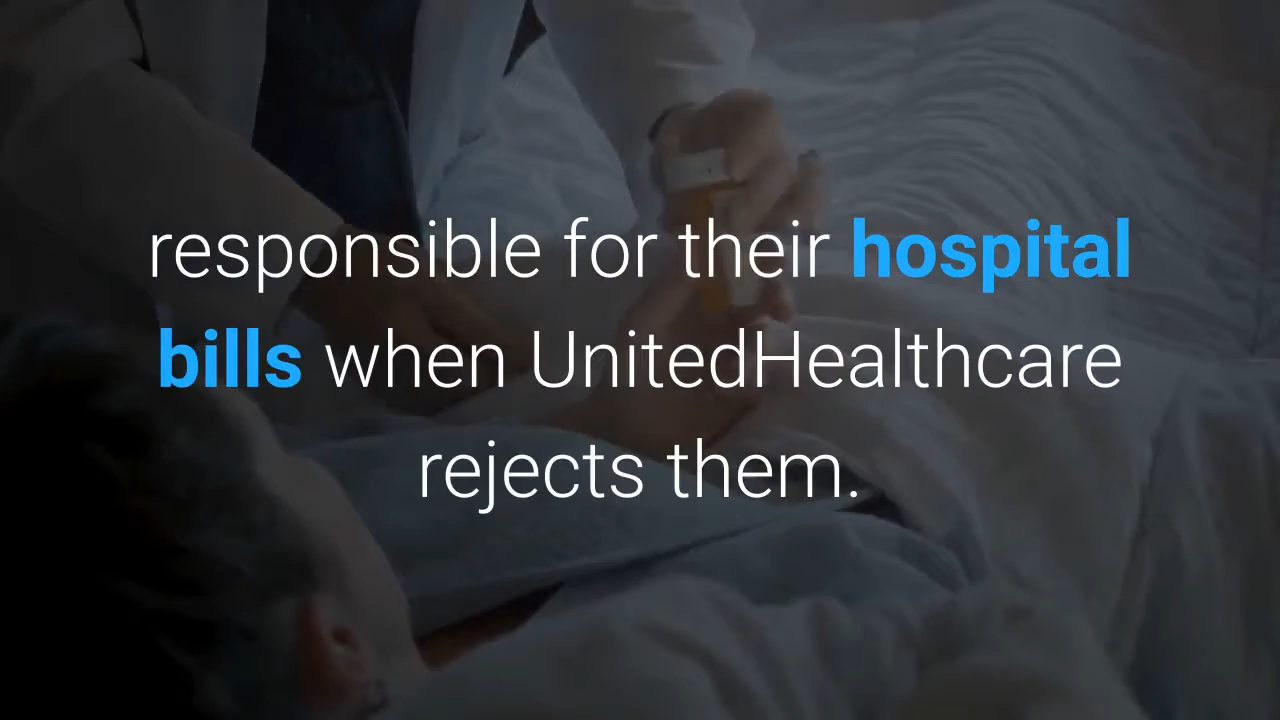 responsible for their hospital
bills when UnitedHealthcare
rejects them.